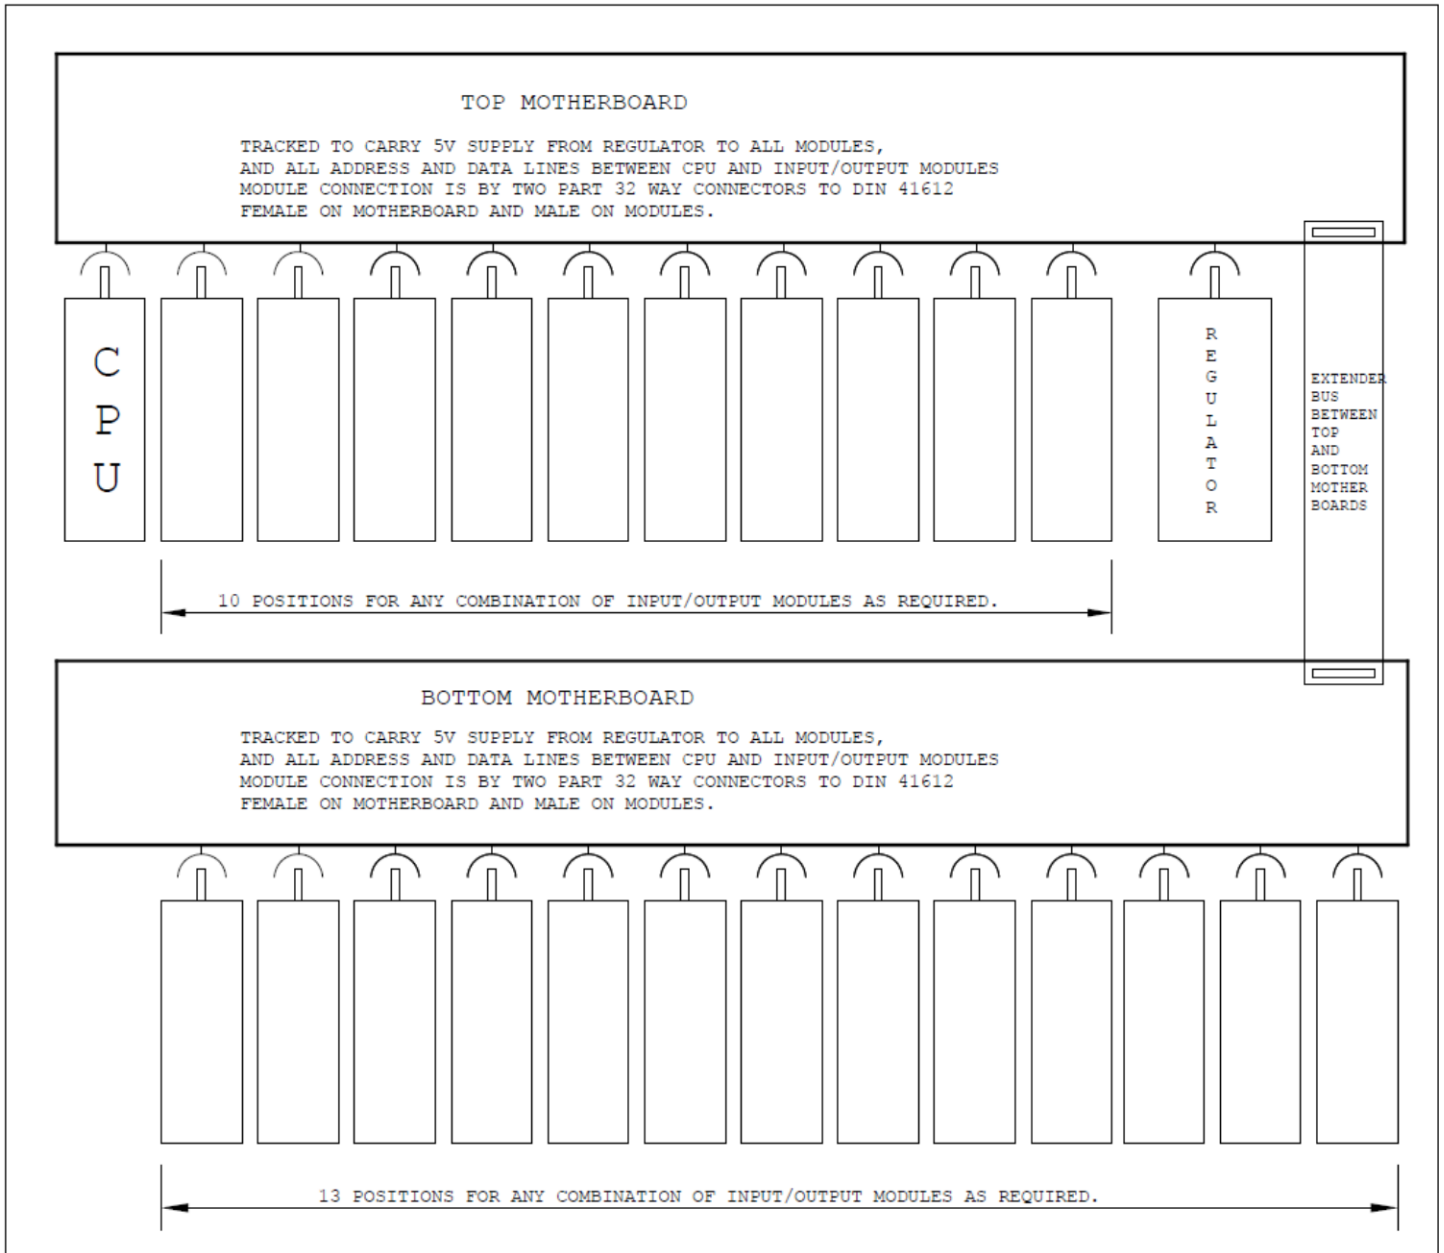 TOP MOTHERBOARD
TRACKED TO CARRY 5V SUPPLY FROM REGULATOR TO ALL MODULES,
AND ALL ADDRESS AND DATA LINES BETWEEN CPU AND INPUT/OUTPUT MODULES
MODULE CONNECTION IS BY TWO PART 32 WAY CONNECTORS TO DIN 41612
FEMALE ON MOTHERBOARD AND MALE ON MODULES.
C
P
U
R
E
G
U
L
A
T
O
R
EXTENDER
BUS
BETWEEN
TOP
AND
BOTTOM
MOTHER
BOARDS
10 POSITIONS FOR ANY COMBINATION OF INPUT/OUTPUT MODULES AS REQUIRED.
BOTTOM MOTHERBOARD
TRACKED TO CARRY 5V SUPPLY FROM REGULATOR TO ALL MODULES,
AND ALL ADDRESS AND DATA LINES BETWEEN CPU AND INPUT/OUTPUT MODULES
MODULE CONNECTION IS BY TWO PART 32 WAY CONNECTORS TO DIN 41612
FEMALE ON MOTHERBOARD AND MALE ON MODULES.
13 POSITIONS FOR ANY COMBINATION OF INPUT/OUTPUT MODULES AS REQUIRED.